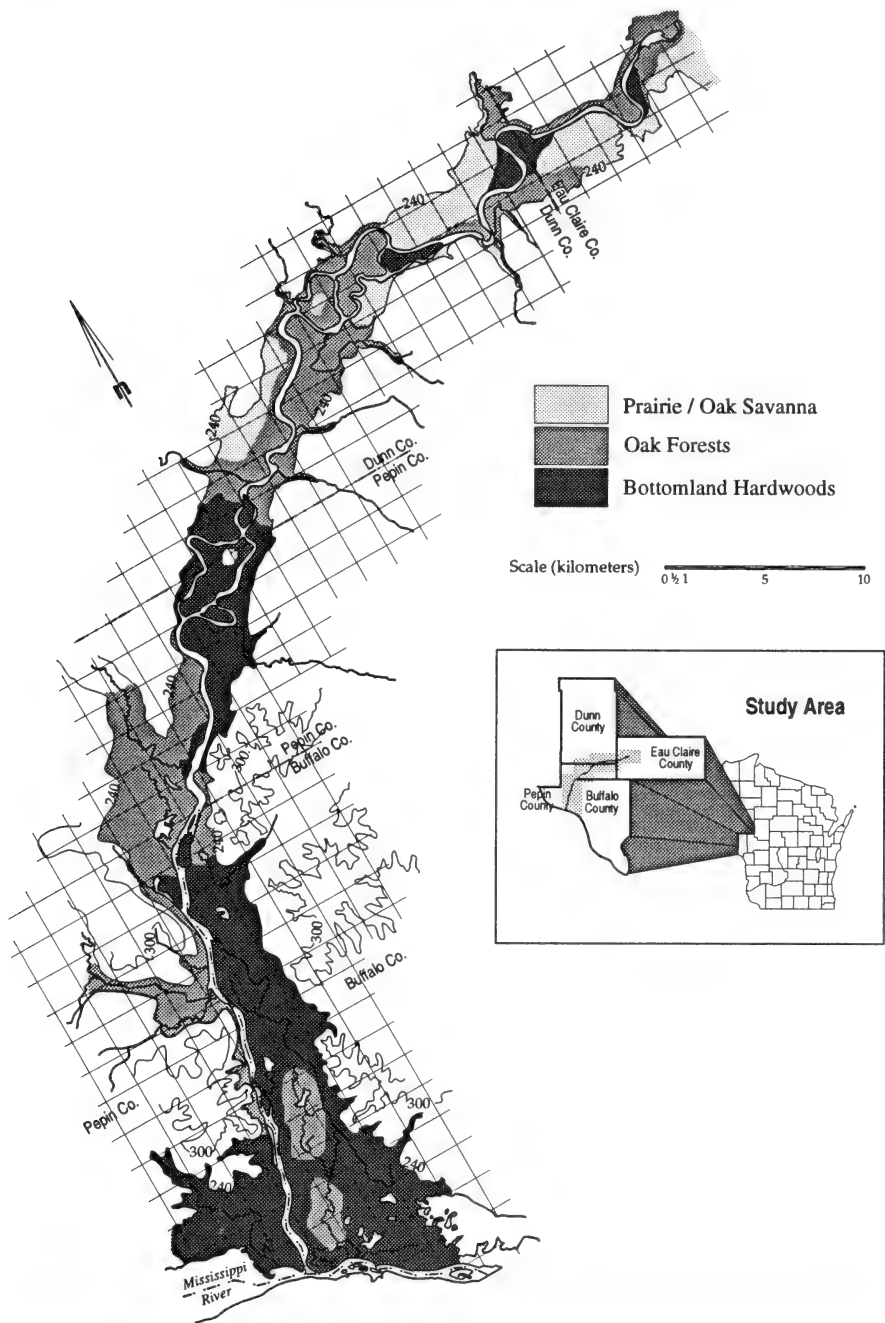 240
Eau Claire Co.
Dunn Co.
240
240
240
Dunn Co.
Pepin Co.
Prairie / Oak Savanna
Oak Forests
Bottomland Hardwoods
Scale (kilometers)
0 ½ 1 5 10
240
240
300
Pepin Co.
Buffalo Co.
240
300
300
Buffalo Co.
Pepin Co.
300
300
240
240
Mississippi
River
Study Area
Dunn
County
Eau Claire
County
Pepin
County
Buffalo
County